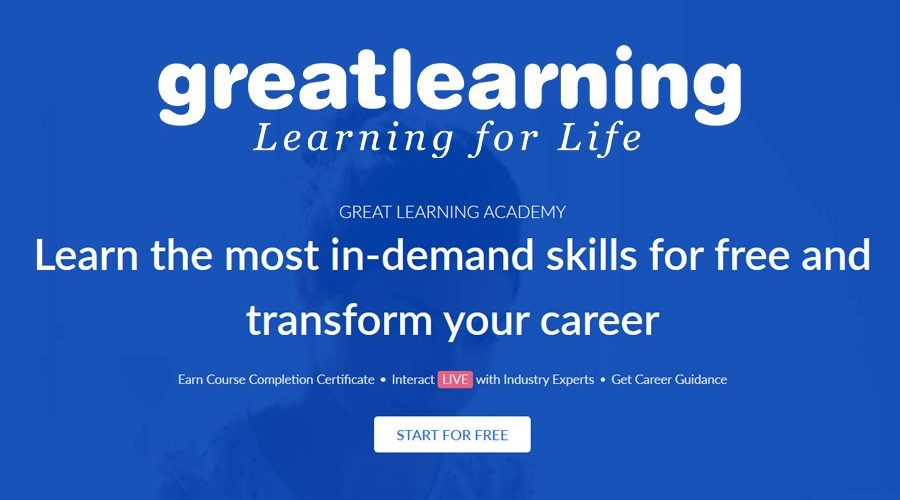 greatlearning
Learning for Life
GREAT LEARNING ACADEMY
Learn the most in-demand skills for free and
transform your career
Earn Course Completion Certificate • Interact LIVE with Industry Experts • Get Career Guidance
START FOR FREE